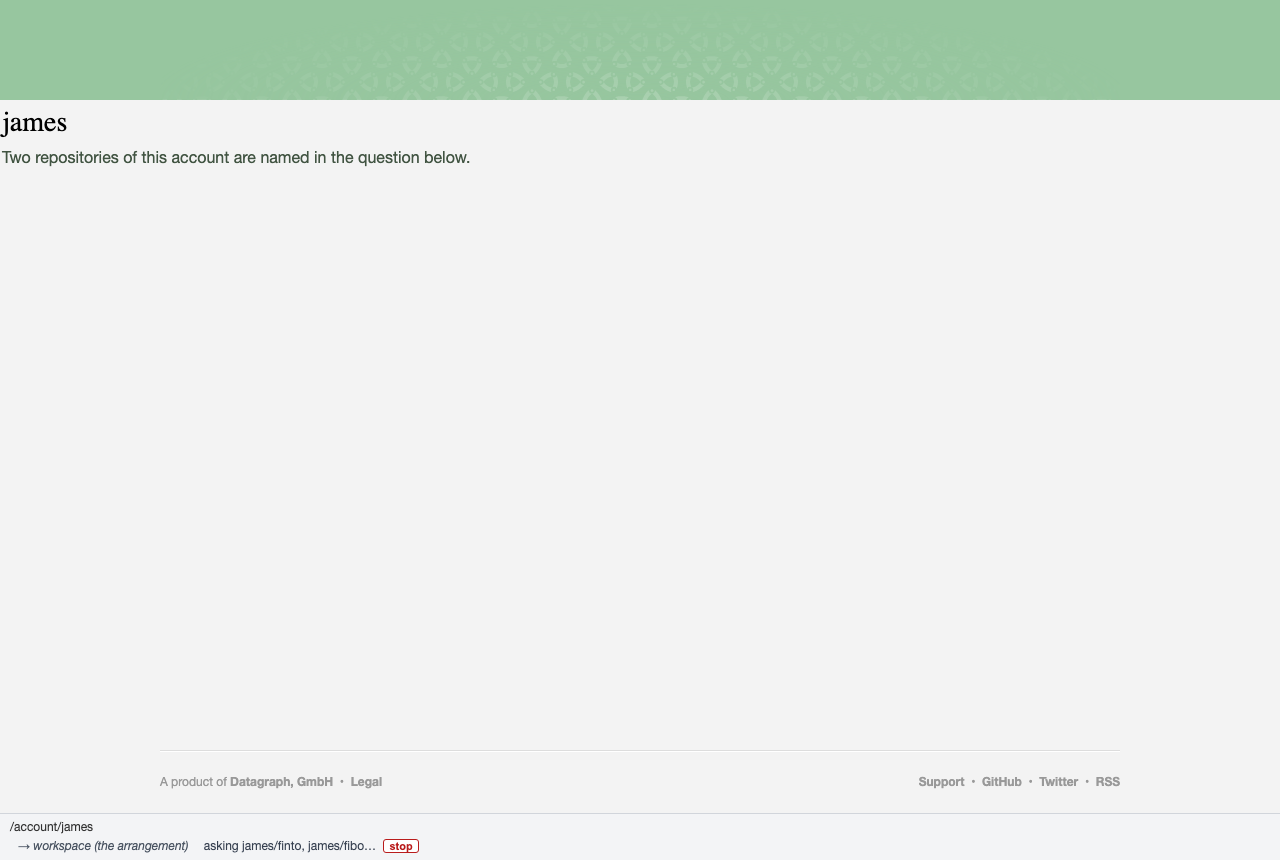 james
Two repositories of this account are named in the question below.
A product of Datagraph, GmbH • Legal
Support • GitHub • Twitter • RSS
/account/james
→ workspace (the arrangement) asking james/finto, james/fibo… stop